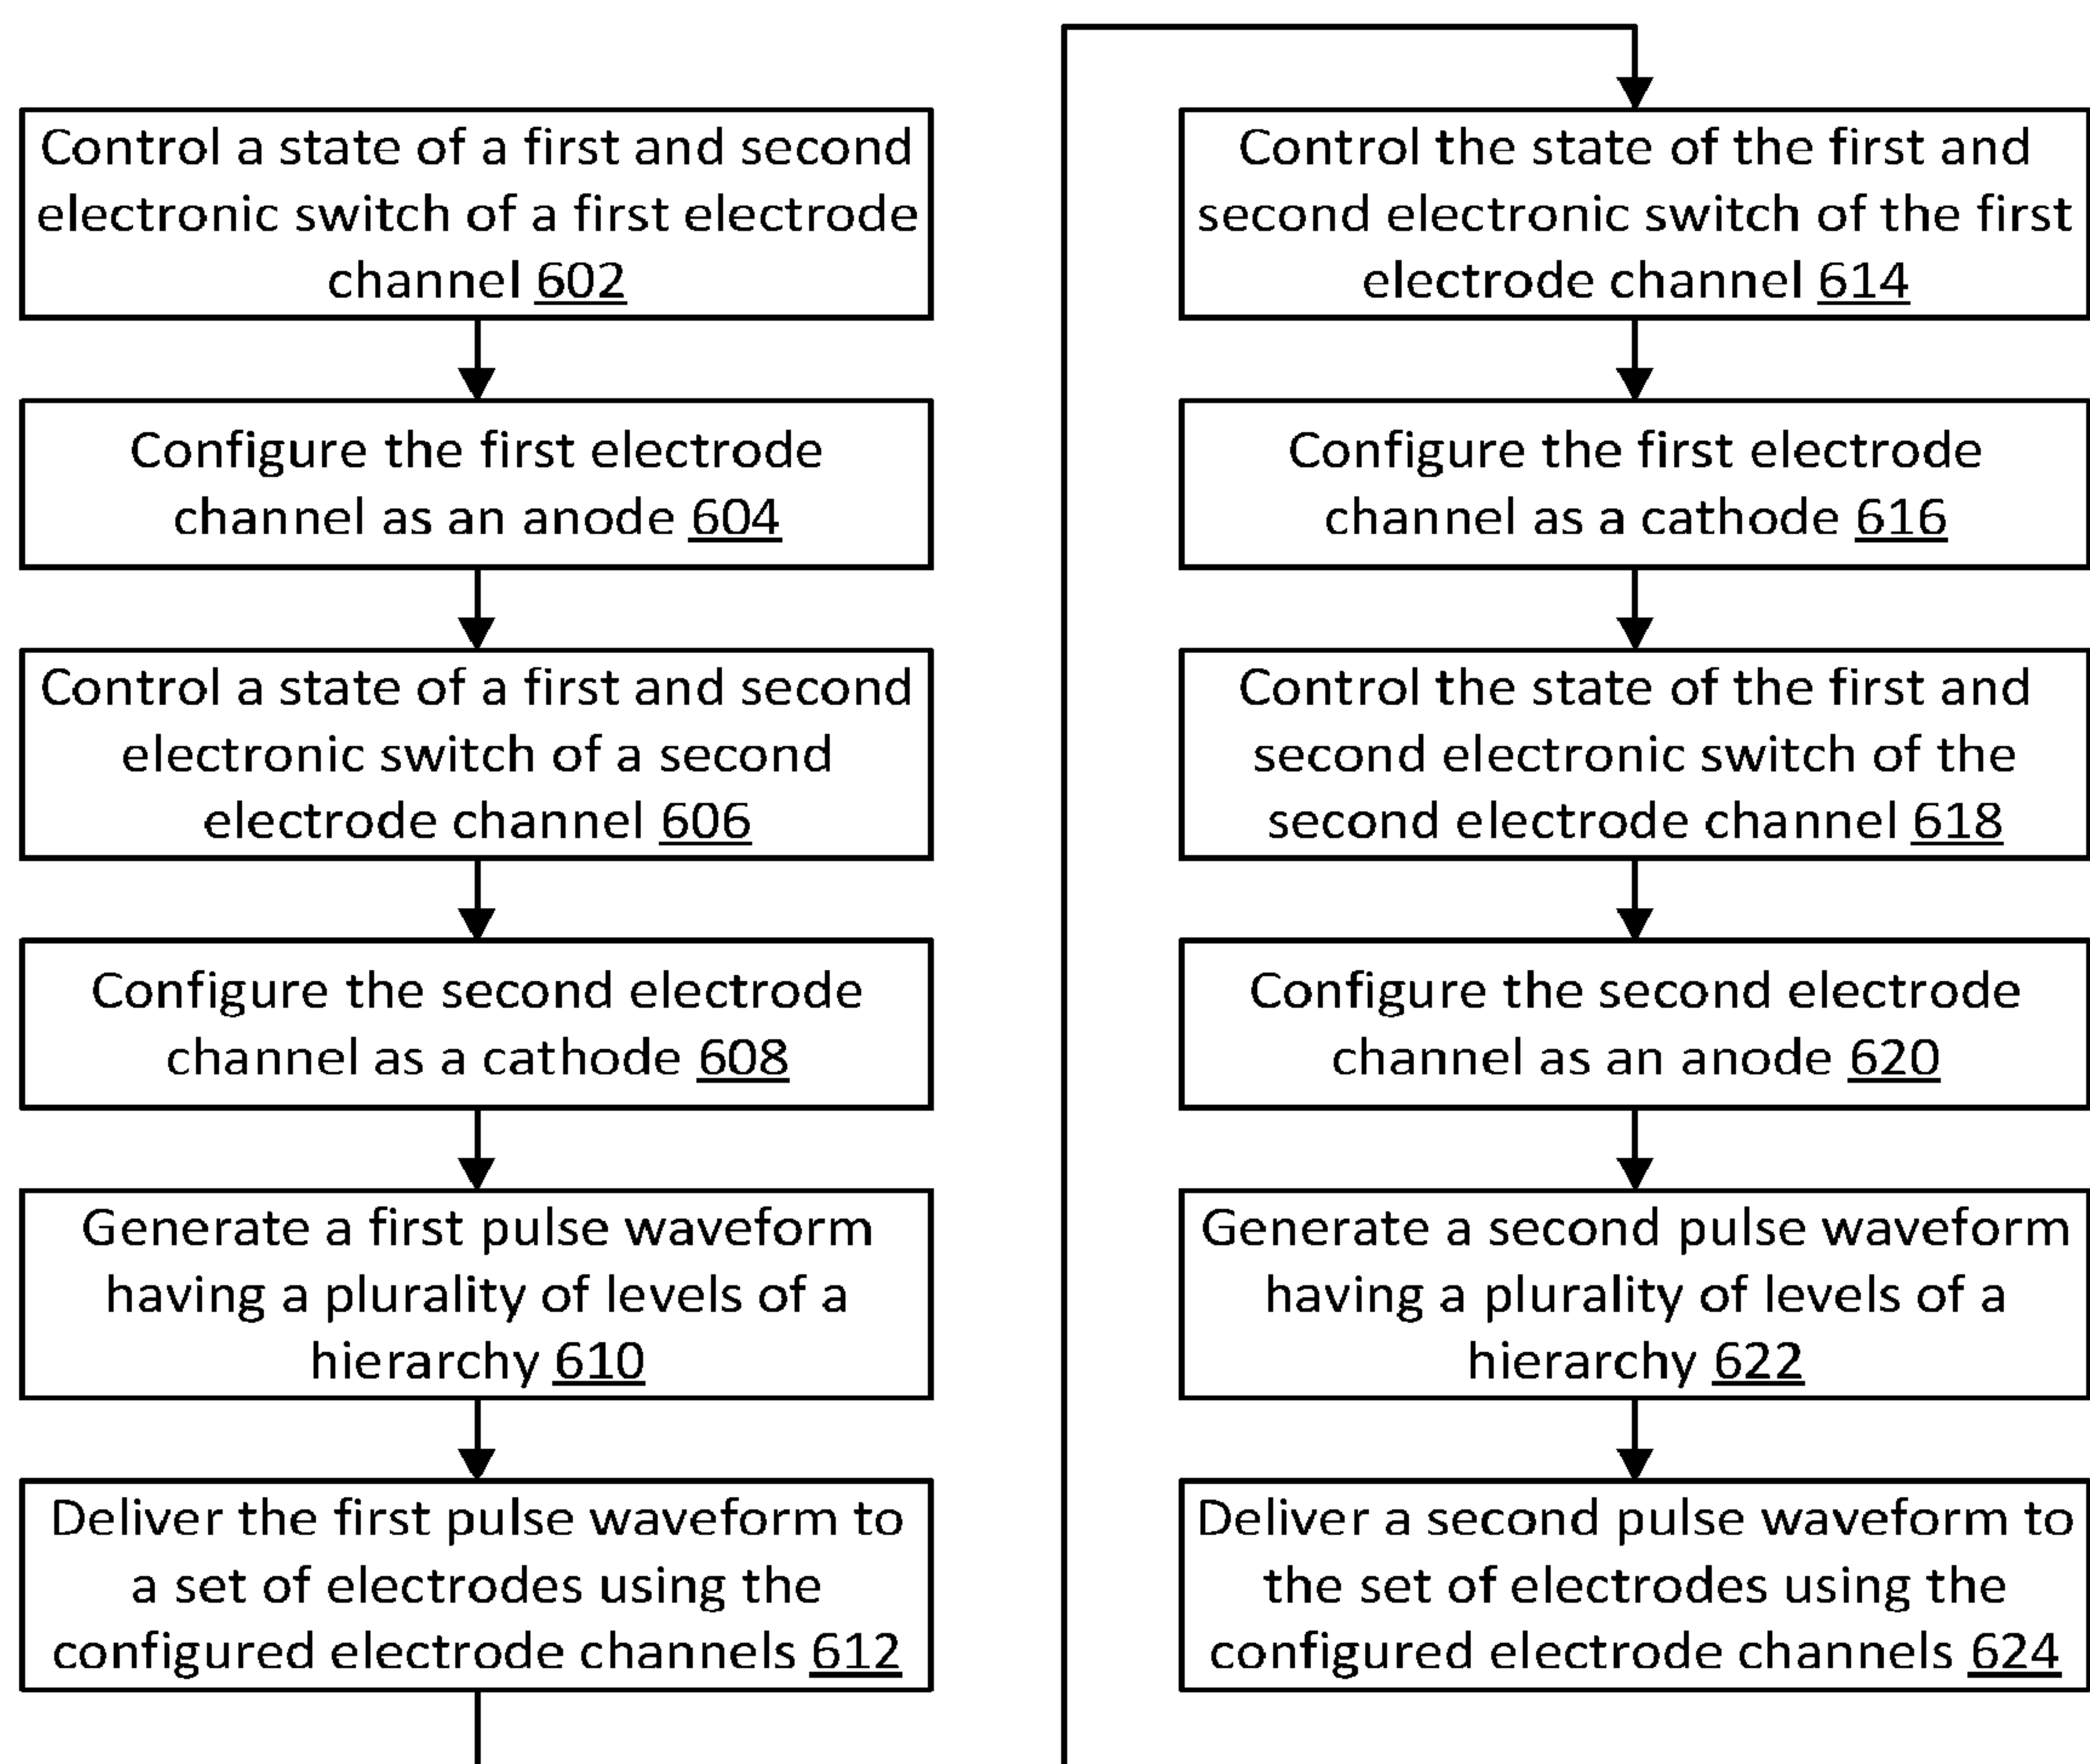 Control a state of a first and second
electronic switch of a first electrode
channel 602
Configure the first electrode
channel as an anode 604
Control a state of a first and second
electronic switch of a second
electrode channel 606
Configure the second electrode
channel as a cathode 608
Generate a first pulse waveform
having a plurality of levels of a
hierarchy 610
Deliver the first pulse waveform to
a set of electrodes using the
configured electrode channels 612
Control the state of the first and
second electronic switch of the first
electrode channel 614
Configure the first electrode
channel as a cathode 616
Control the state of the first and
second electronic switch of the
second electrode channel 618
Configure the second electrode
channel as an anode 620
Generate a second pulse waveform
having a plurality of levels of a
hierarchy 622
Deliver a second pulse waveform to
the set of electrodes using the
configured electrode channels 624